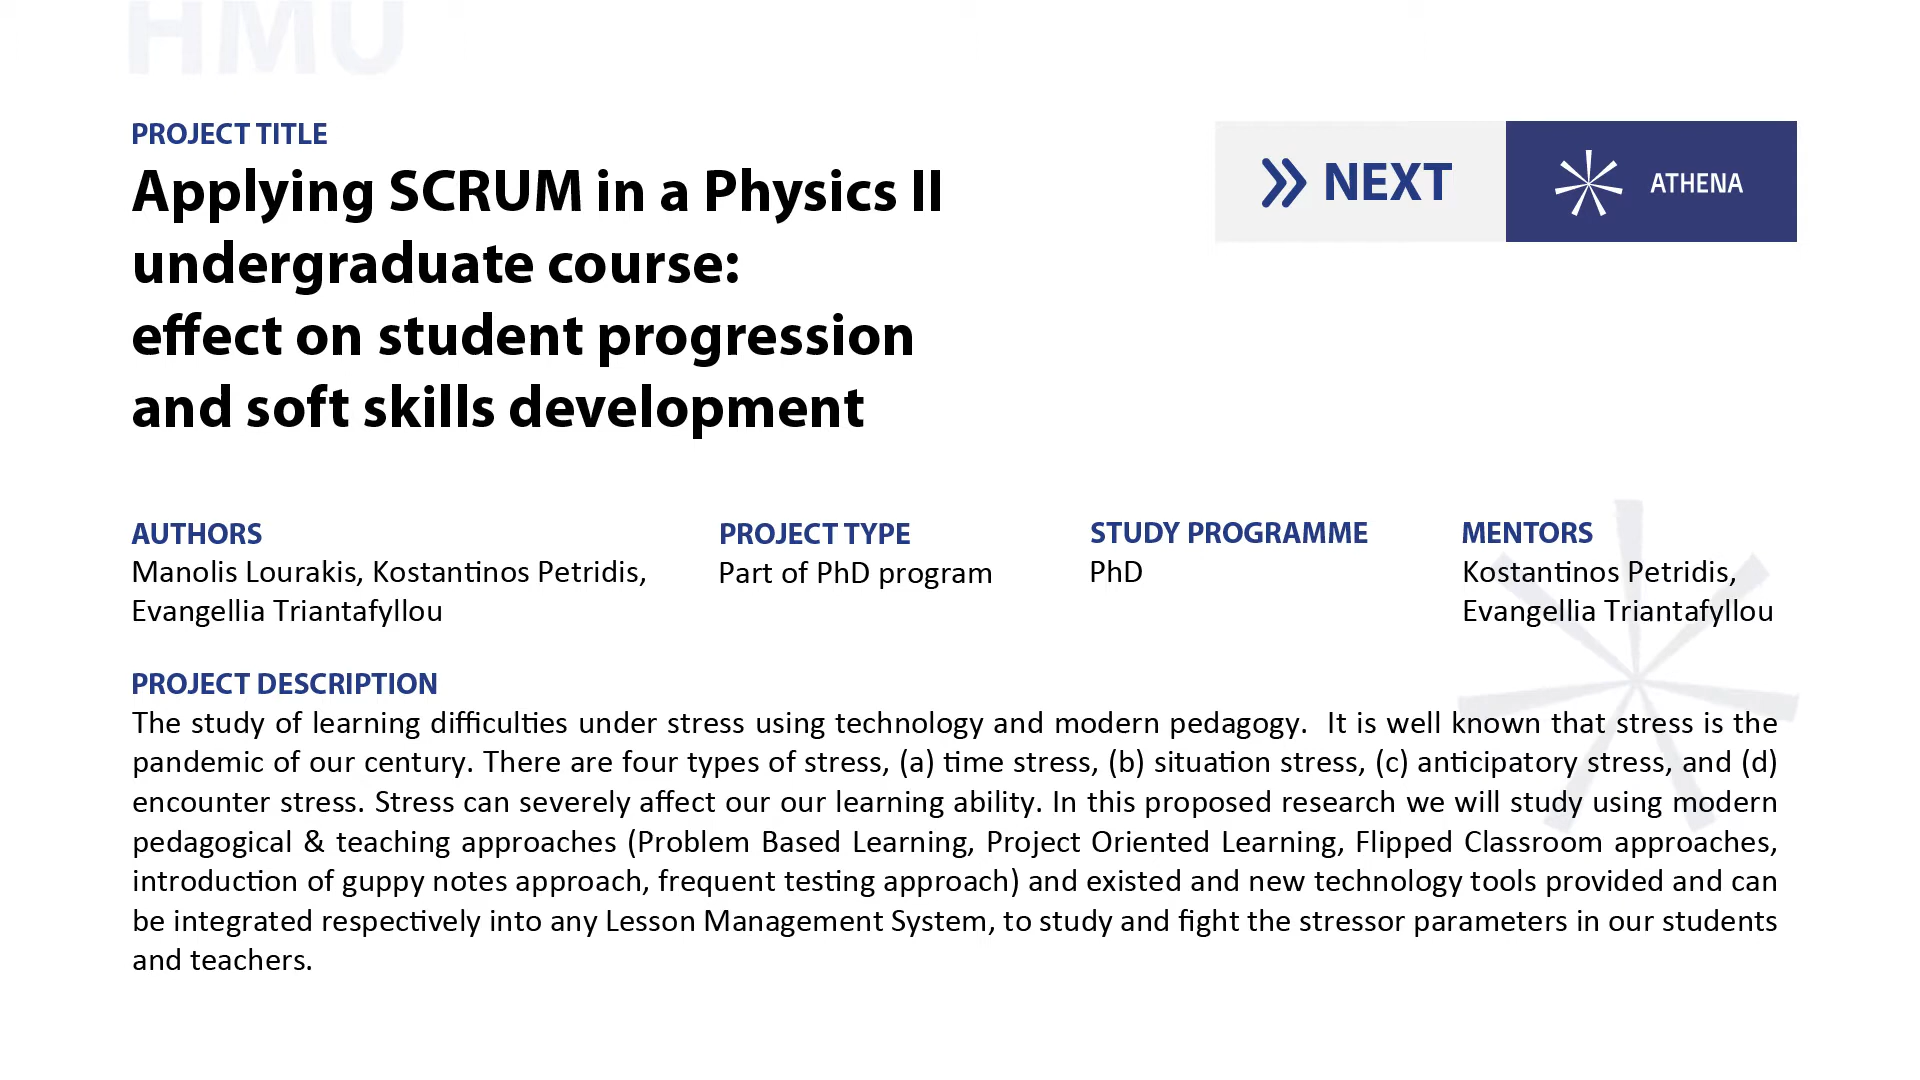 HMU
PROJECT TITLE
Applying SCRUM in a Physics II
undergraduate course:
effect on student progression
and soft skills development
NEXT
ATHENA
AUTHORS
Manolis Lourakis, Kostantinos Petridis,
Evangellia Triantafyllou
PROJECT TYPE
Part of PhD program
STUDY PROGRAMME
PhD
MENTORS
Kostantinos Petridis,
Evangellia Triantafyllou
PROJECT DESCRIPTION
The study of learning difficulties under stress using technology and modern pedagogy. It is well known that stress is the
pandemic of our century. There are four types of stress, (a) time stress, (b) situation stress, (c) anticipatory stress, and (d)
encounter stress. Stress can severely affect our our learning ability. In this proposed research we will study using modern
pedagogical & teaching approaches (Problem Based Learning, Project Oriented Learning, Flipped Classroom approaches,
introduction of guppy notes approach, frequent testing approach) and existed and new technology tools provided and can
be integrated respectively into any Lesson Management System, to study and fight the stressor parameters in our students
and teachers.